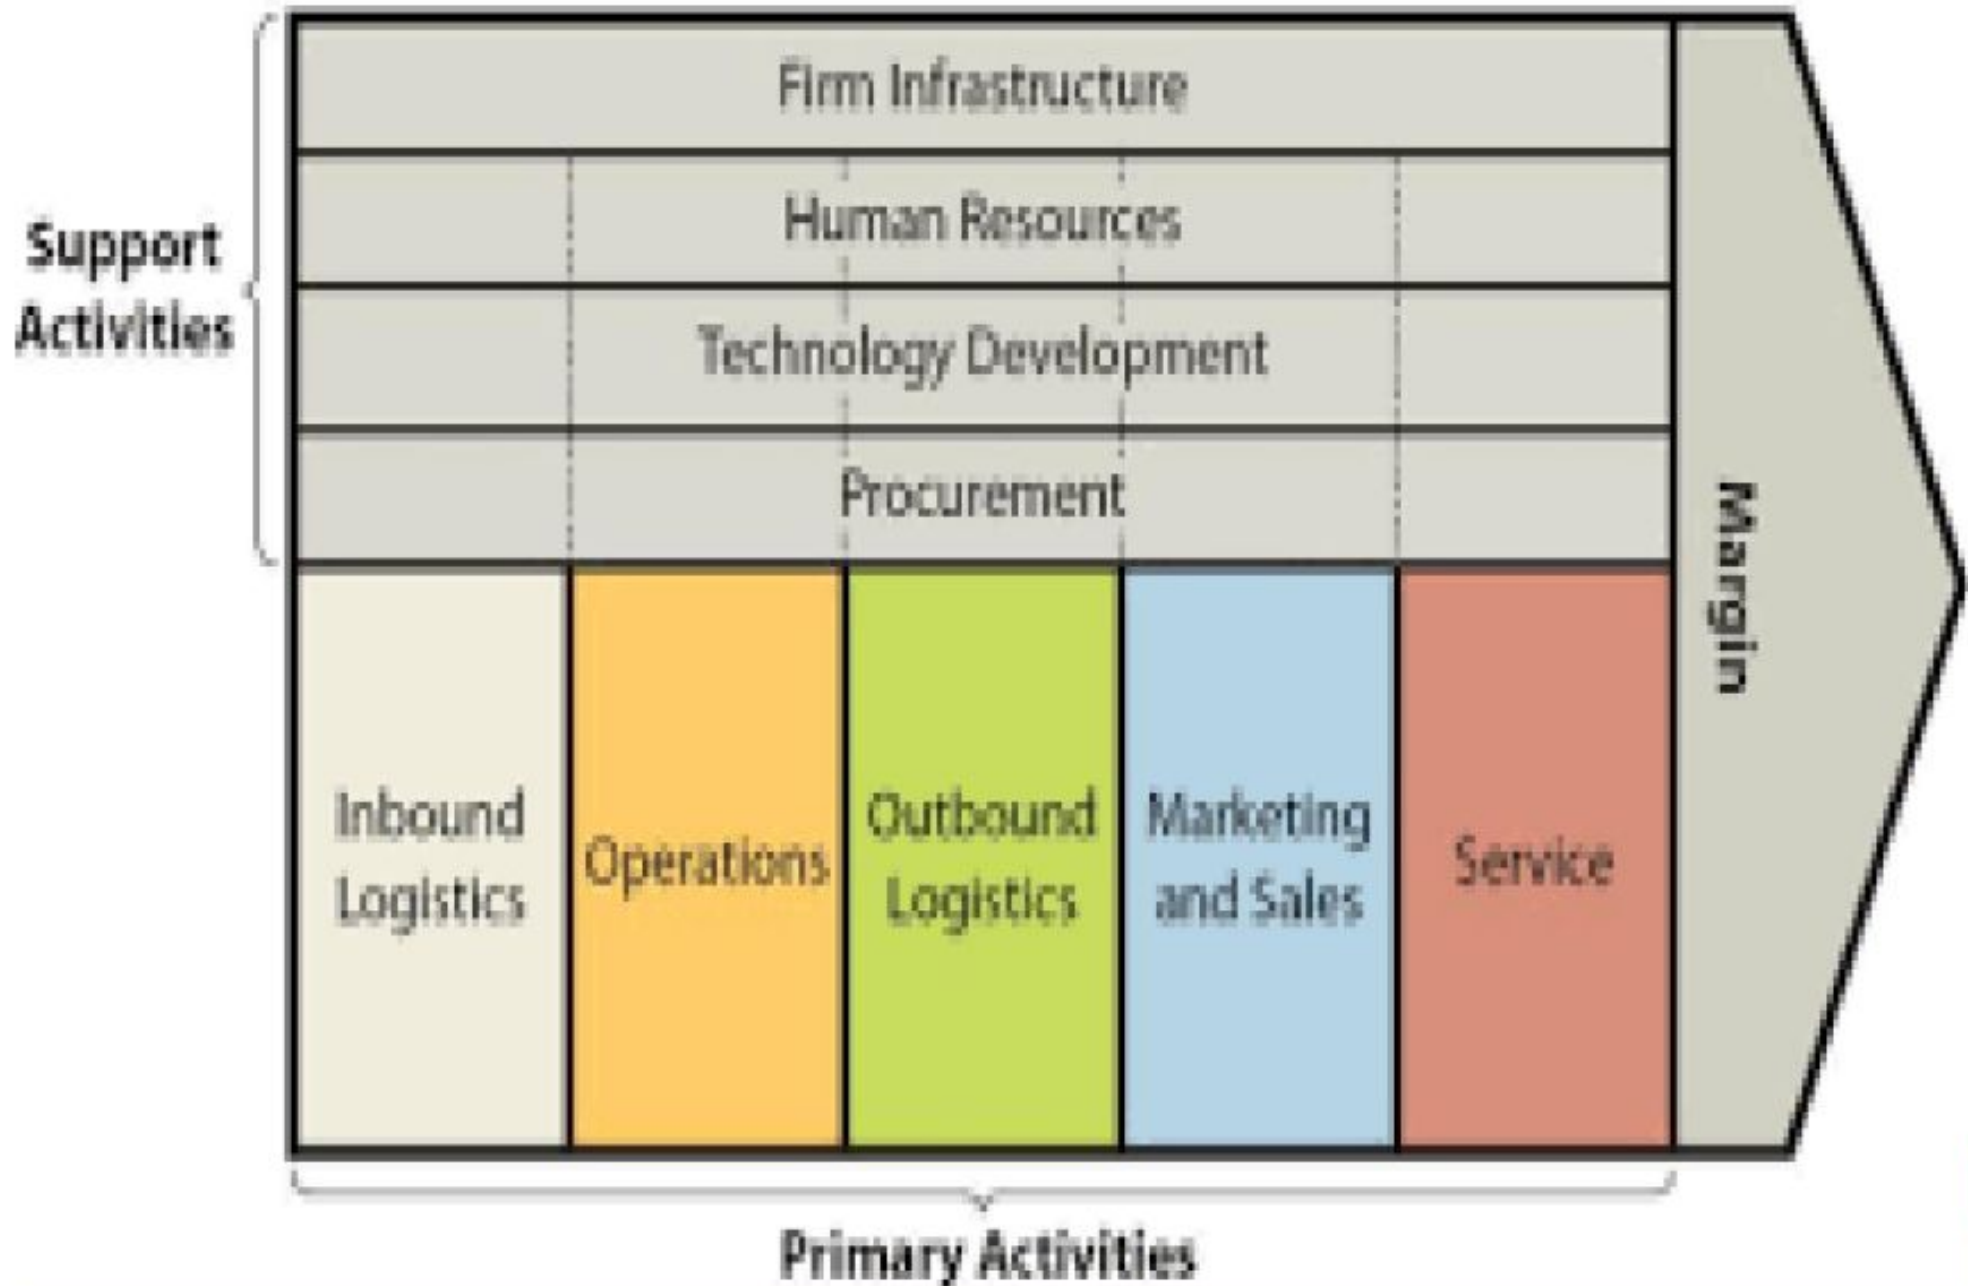 Firm Infrastructure
Human Resources
Technology Development
Procurement
Support
Activities
Inbound
Logistics
Operations
Outbound
Logistics
Marketing
and Sales
Service
Margin
Primary Activities